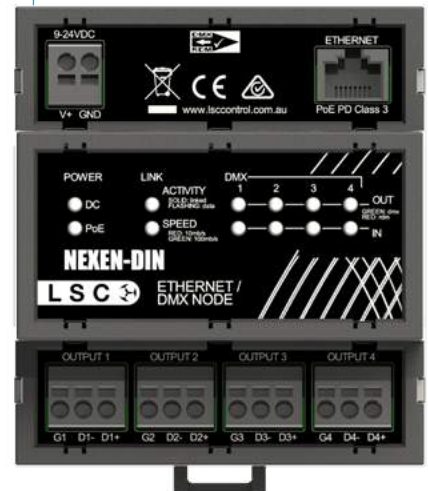 9-24VDC
ETHERNET
V+ GND
www.lsccontrol.com.au
PoE PD Class 3
POWER
LINK
DMX
ACTIVITY
SOLID: linked
FLASHING: data
1 2 3 4
DC
OUT
GREEN: dmx
RED: rdm
PoE
SPEED
RED: 10mb/s
GREEN: 100mb/s
IN
NEXEN-DIN
LSC
ETHERNET /
DMX NODE
OUTPUT 1 OUTPUT 2 OUTPUT 3 OUTPUT 4
G1 D1- D1+ G2 D2- D2+ G3 D3- D3+ G4 D4- D4+